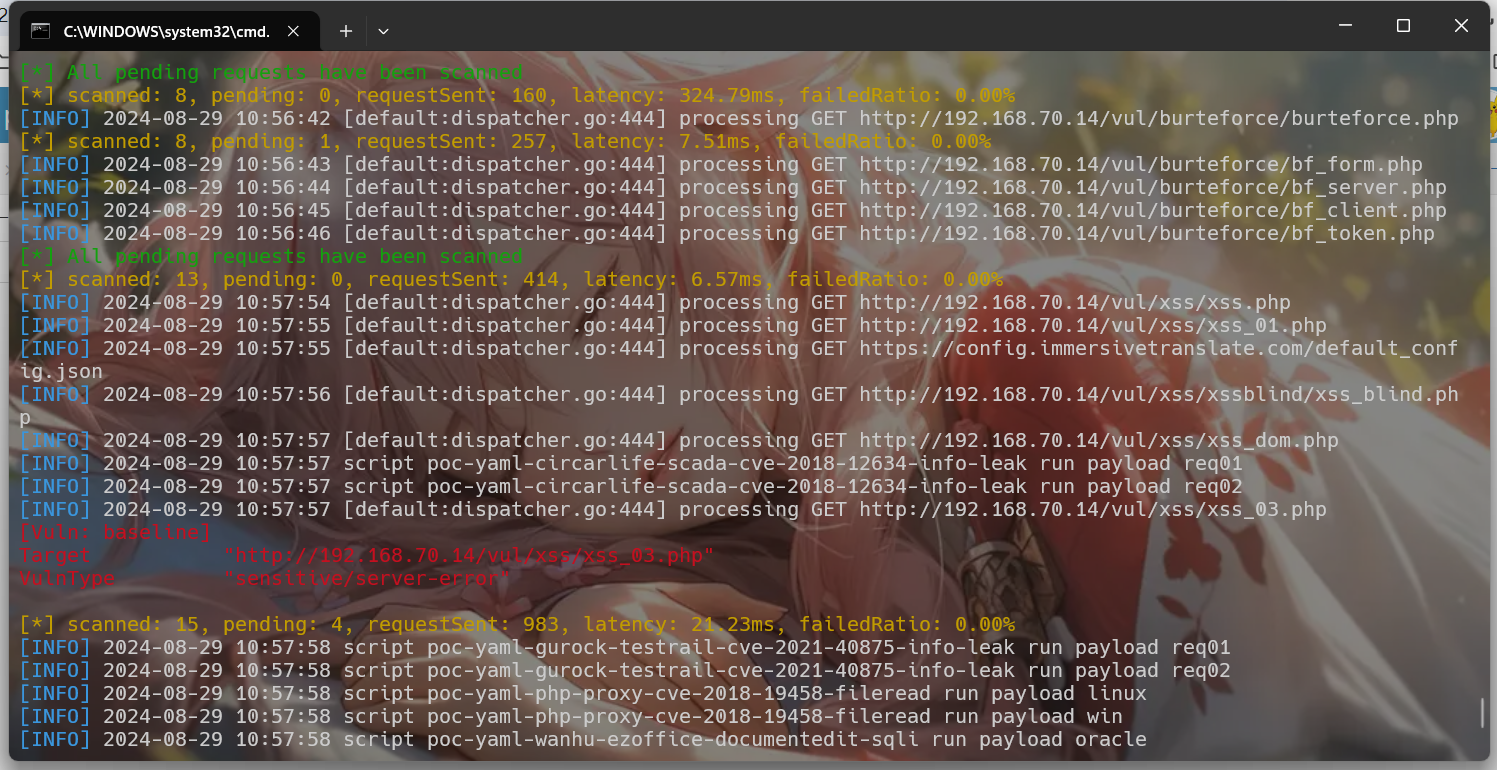 C:\WINDOWS\system32\cmd.
[*] All pending requests have been scanned
[*] scanned: 8, pending: 0, requestSent: 160, latency: 324.79ms, failedRatio: 0.00%
[INFO] 2024-08-29 10:56:42 [default:dispatcher.go:444] processing GET http://192.168.70.14/vul/burteforce/burteforce.php
[*] scanned: 8, pending: 1, requestSent: 257, latency: 7.51ms, failedRatio: 0.00%
[INFO] 2024-08-29 10:56:43 [default:dispatcher.go:444] processing GET http://192.168.70.14/vul/burteforce/bf_form.php
[INFO] 2024-08-29 10:56:44 [default:dispatcher.go:444] processing GET http://192.168.70.14/vul/burteforce/bf_server.php
[INFO] 2024-08-29 10:56:45 [default:dispatcher.go:444] processing GET http://192.168.70.14/vul/burteforce/bf_client.php
[INFO] 2024-08-29 10:56:46 [default:dispatcher.go:444] processing GET http://192.168.70.14/vul/burteforce/bf_token.php
[*] All pending requests have been scanned
[*] scanned: 13, pending: 0, requestSent: 414, latency: 6.57ms, failedRatio: 0.00%
[INFO] 2024-08-29 10:57:54 [default:dispatcher.go:444] processing GET http://192.168.70.14/vul/xss/xss.php
[INFO] 2024-08-29 10:57:55 [default:dispatcher.go:444] processing GET http://192.168.70.14/vul/xss/xss_01.php
[INFO] 2024-08-29 10:57:55 [default:dispatcher.go:444] processing GET https://config.immersivetranslate.com/default_conf
ig.json
[INFO] 2024-08-29 10:57:56 [default:dispatcher.go:444] processing GET http://192.168.70.14/vul/xss/xssblind/xss_blind.ph
p
[INFO] 2024-08-29 10:57:57 [default:dispatcher.go:444] processing GET http://192.168.70.14/vul/xss/xss_dom.php
[INFO] 2024-08-29 10:57:57 script poc-yaml-circarlife-scada-cve-2018-12634-info-leak run payload req01
[INFO] 2024-08-29 10:57:57 script poc-yaml-circarlife-scada-cve-2018-12634-info-leak run payload req02
[INFO] 2024-08-29 10:57:57 [default:dispatcher.go:444] processing GET http://192.168.70.14/vul/xss/xss_03.php
[Vuln: baseline]
Target "http://192.168.70.14/vul/xss/xss_03.php"
VulnType "sensitive/server-error"
[*] scanned: 15, pending: 4, requestSent: 983, latency: 21.23ms, failedRatio: 0.00%
[INFO] 2024-08-29 10:57:58 script poc-yaml-gurock-testrail-cve-2021-40875-info-leak run payload req01
[INFO] 2024-08-29 10:57:58 script poc-yaml-gurock-testrail-cve-2021-40875-info-leak run payload req02
[INFO] 2024-08-29 10:57:58 script poc-yaml-php-proxy-cve-2018-19458-fileread run payload linux
[INFO] 2024-08-29 10:57:58 script poc-yaml-php-proxy-cve-2018-19458-fileread run payload win
[INFO] 2024-08-29 10:57:58 script poc-yaml-wanhu-ezoffice-documentedit-sqli run payload oracle